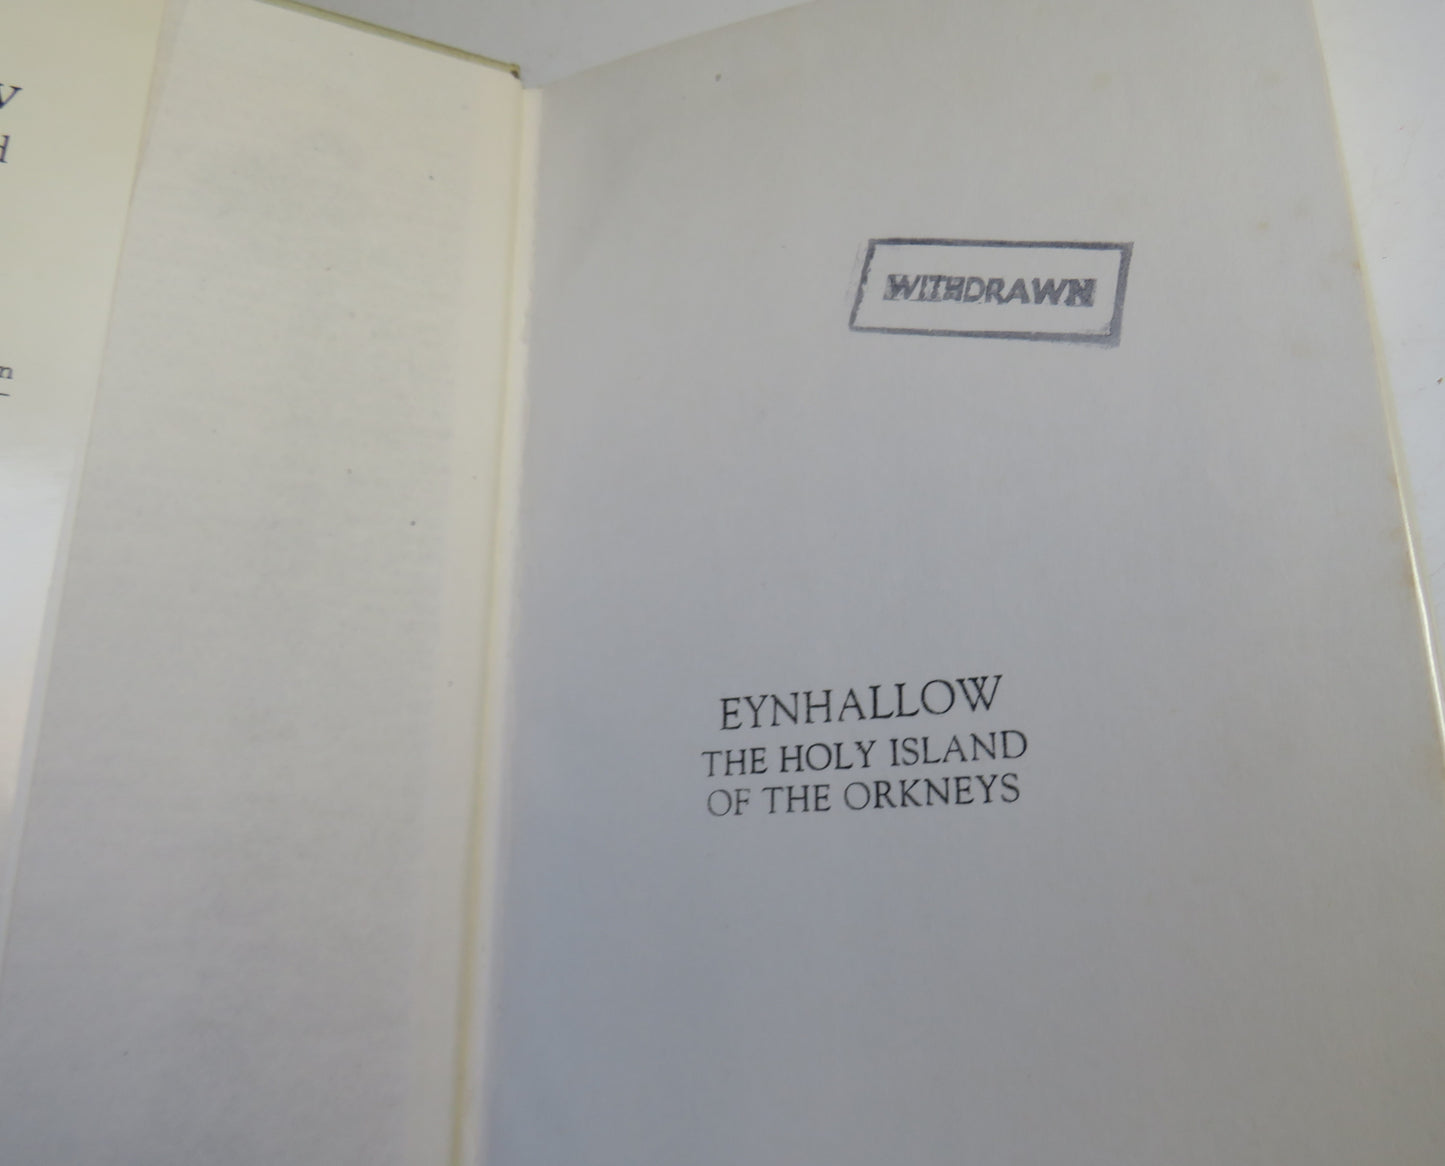 WITHDRAWN
EYNHALLOW
THE HOLY ISLAND
OF THE ORKNEYS